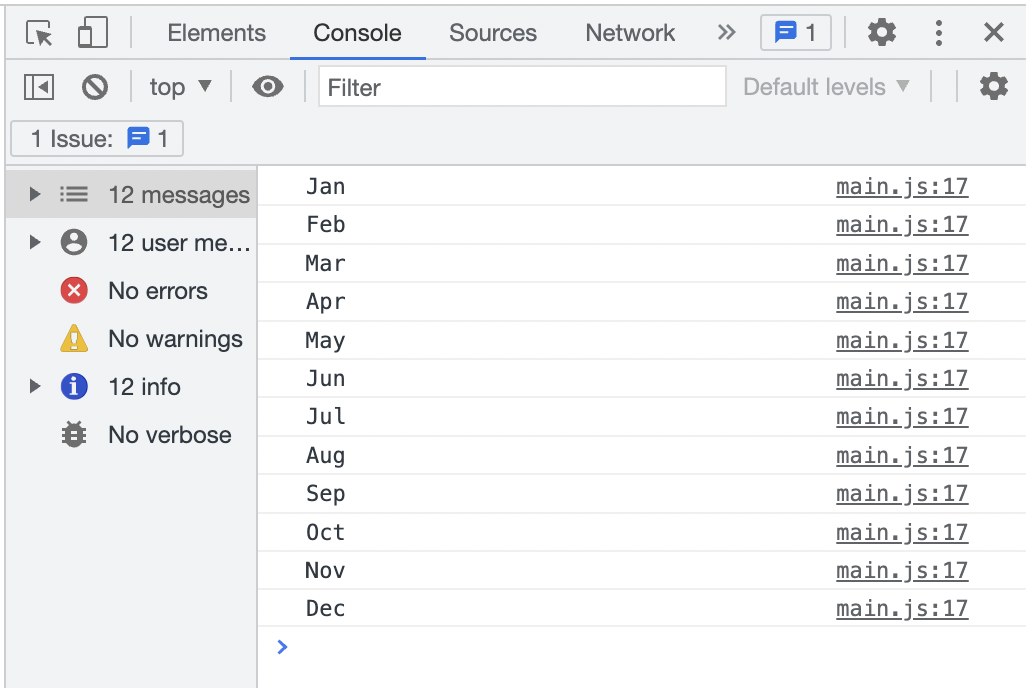 Elements Console Sources Network 1
top Filter Default levels
1 Issue: 1
12 messages
12 user me...
No errors
No warnings
12 info
No verbose
Jan main.js:17
Feb main.js:17
Mar main.js:17
Apr main.js:17
May main.js:17
Jun main.js:17
Jul main.js:17
Aug main.js:17
Sep main.js:17
Oct main.js:17
Nov main.js:17
Dec main.js:17